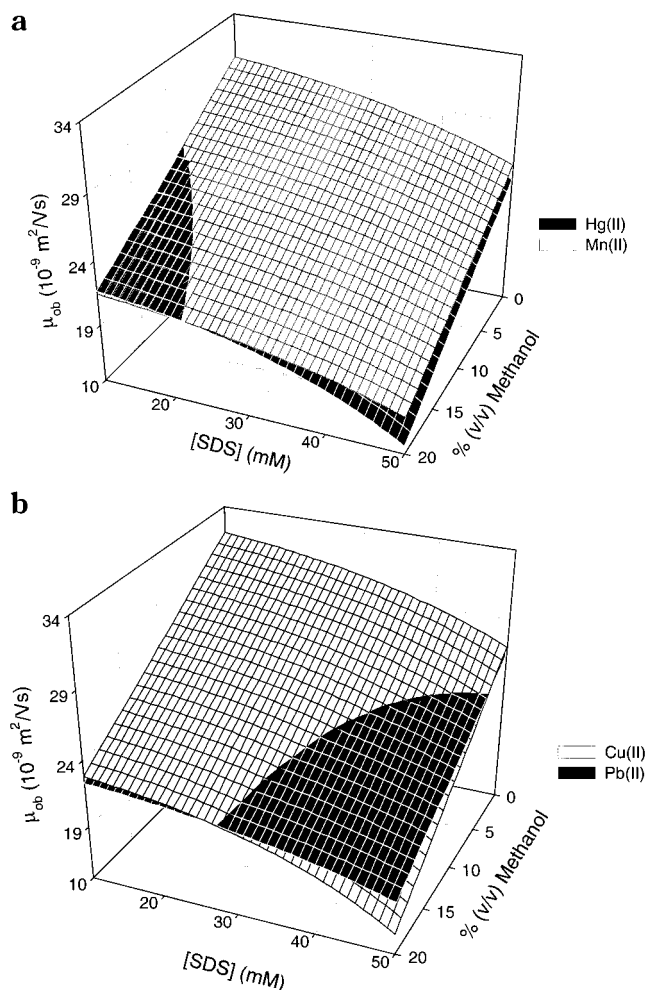 a
34
29
24
19
10
μob (10-9 m2/Vs)
20
30
40
50
[SDS] (mM)
0
5
10
15
20
% (v/v) Methanol
Hg(II)
Mn(II)
b
34
29
24
19
10
μob (10-9 m2/Vs)
20
30
40
50
[SDS] (mM)
0
5
10
15
20
% (v/v) Methanol
Cu(II)
Pb(II)